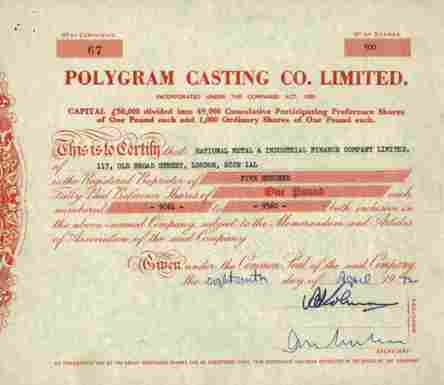 No of Certificate
No of Shares
67
500
POLYGRAM CASTING CO. LIMITED.
INCORPORATED UNDER THE COMPANIES ACT, 1929
CAPITAL £50,000 divided into 49,000 Cumulative Participating Preference Shares
of One Pound each and 1,000 Ordinary Shares of One Pound each.
This is to Certify that NATIONAL METAL & INDUSTRIAL FINANCE COMPANY LIMITED.
of 117, OLD BROAD STREET, LONDON,
is the Registered Proprietor of FIVE HUNDRED
Fully Paid Preference Shares of One Pound each
numbered to both inclusive in
the above-named Company, subject to the Memorandum and Articles
of Association of the said Company
Given under the Common Seal of the said Company
the eighteenth day of April 19
SECRETARY